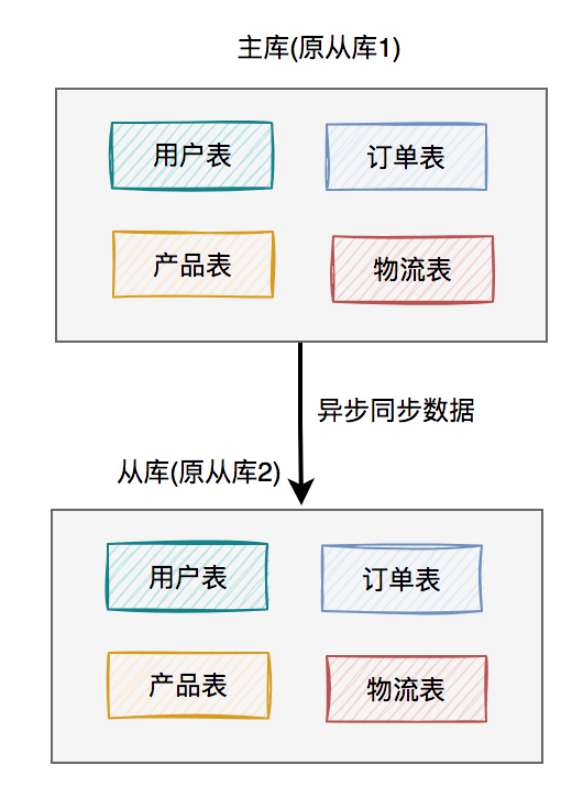 主库(原从库1)
用户表
订单表
产品表
物流表
异步同步数据
从库(原从库2)
用户表
订单表
产品表
物流表